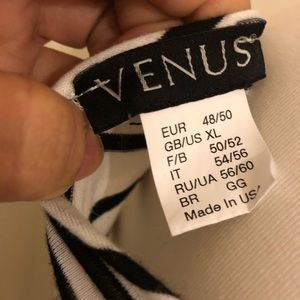 VENUS
EUR 48/50
GB/US XL
F/B 50/52
IT 54/56
RU/UA 56/60
BR GG
Made in USA